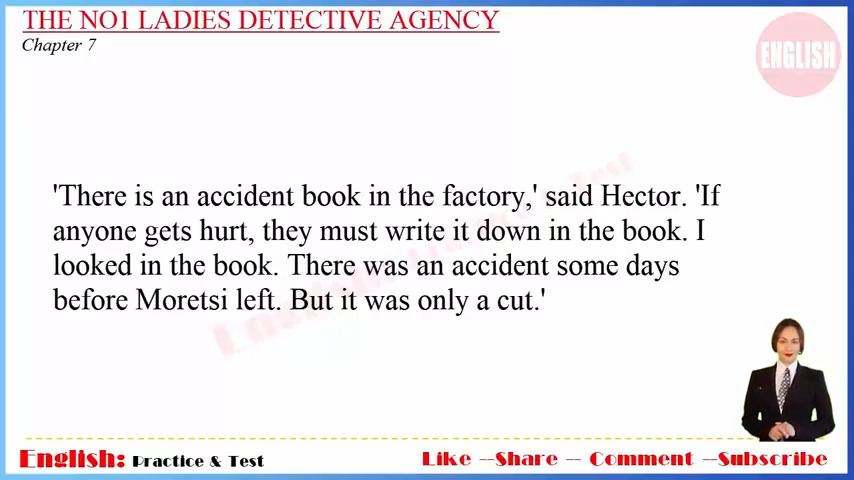 THE NO1 LADIES DETECTIVE AGENCY
Chapter 7
ENGLISH
'There is an accident book in the factory,' said Hector. 'If
anyone gets hurt, they must write it down in the book. I
looked in the book. There was an accident some days
before Moretsi left. But it was only a cut.'
English: Practice & Test
Like --Share -- Comment --Subscribe